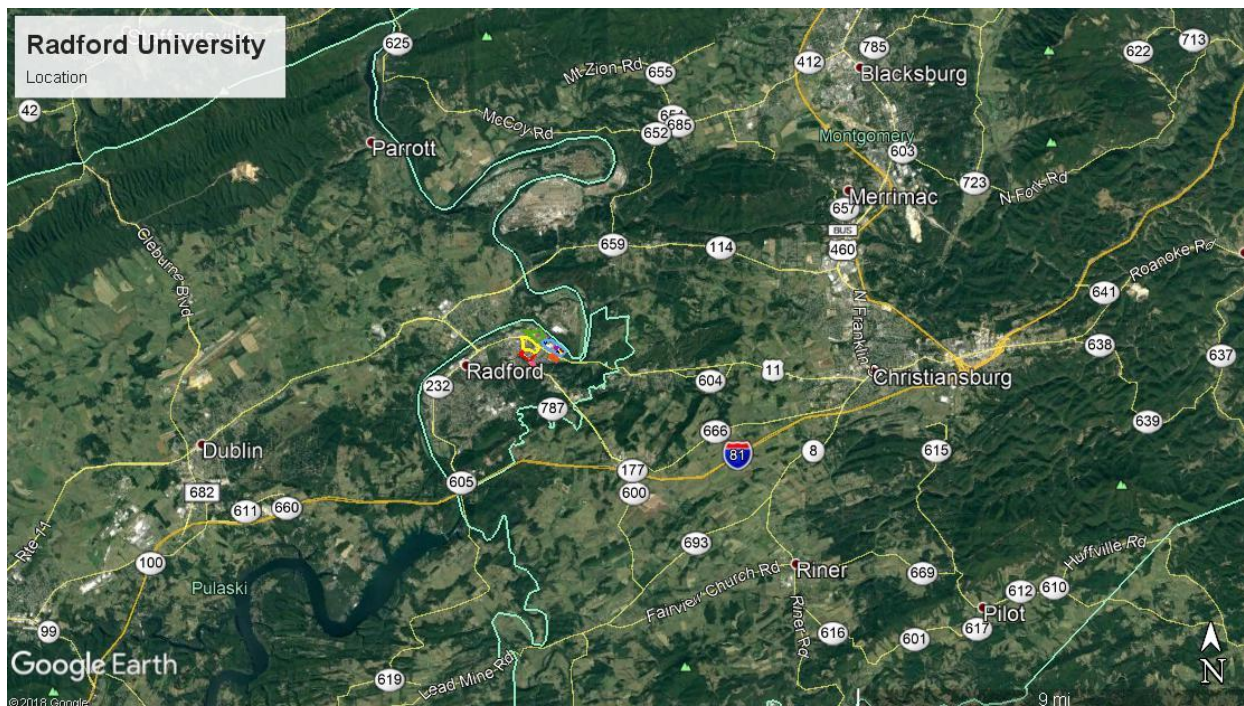 Radford University
Location
625
412
785
Blacksburg
622
713
Mt Zion Rd
655
42
McCoy Rd
652
685
Parrott
Montgomery
603
723
N Fork Rd
Merrimac
657
BUS
460
659
114
Cleburne Blvd
Roanoke Rd
641
N Franklin
638
637
Radford
232
604
11
Christiansburg
787
639
Dublin
666
81
8
615
682
605
177
600
611
660
Rte 11
100
693
Huffville Rd
Pulaski
Riner
669
612
610
Fairview Church Rd
Pilot
99
Riner Rd
616
601
617
Google Earth
Lead Mine Rd
619
N
©2018 Google
9 mi